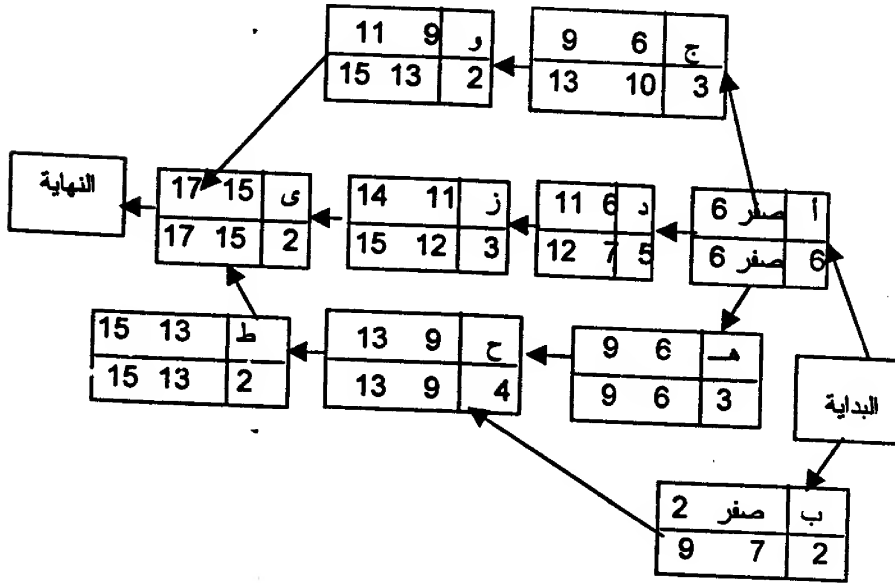 و 9 11
2 13 15
ج 6 9
3 10 13
النهاية
ى 15 17
2 15 17
ز 11 14
3 12 15
د 6 11
5 7 12
أ صفر 6
6 صفر 6
ط 13 15
2 13 15
ح 9 13
4 9 13
هـ 6 9
3 6 9
البداية
ب صفر 2
2 7 9